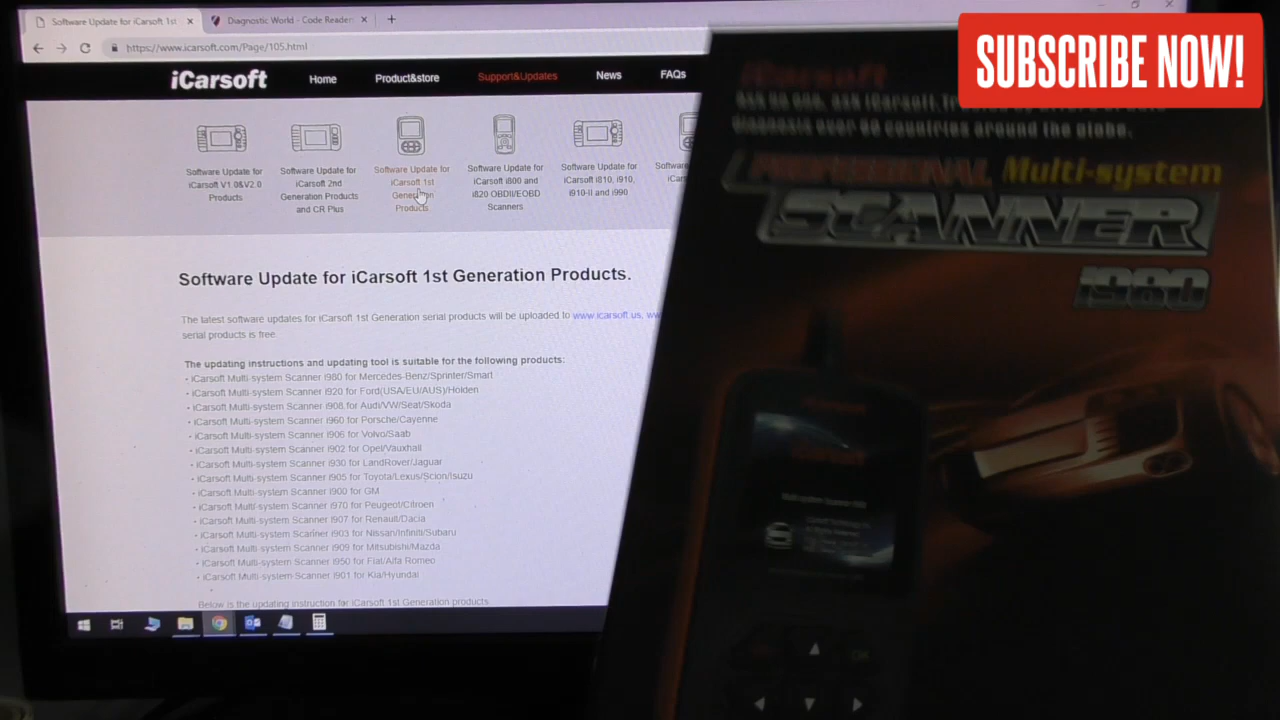 Software Update for iCarsoft 1st
Diagnostic World - Code Reader
https://www.icarsoft.com/Page/105.html
SUBSCRIBE NOW!
iCarsoft
Home
Product&store
Support&Updates
News
FAQs
Software Update for
iCarsoft V1.0&V2.0
Products
Software Update for
iCarsoft 2nd
Generation Products
and CR Plus
Software Update for
iCarsoft 1st
Generation
Products.
Software Update for
iCarsoft i800 and
i820 OBDII/EOBD
Scanners
Software Update for
iCarsoft i810, i910,
i910-II and i990
Software Update for iCarsoft 1st Generation Products.
The latest software updates for iCarsoft 1st Generation serial products will be uploaded to www.icarsoft.us,
serial products is free.
The updating instructions and updating tool is suitable for the following products:
• iCarsoft Multi-system Scanner i980 for Mercedes-Benz/Sprinter/Smart
• iCarsoft Multi-system Scanner i920 for Ford(USA/EU/AUS)/Holden
• iCarsoft Multi-system Scanner i908 for Audi/VW/Seat/Skoda
• iCarsoft Multi-system Scanner i960 for Porsche/Cayenne
• iCarsoft Multi-system Scanner i906 for Volvo/Saab
• iCarsoft Multi-system Scanner i902 for Opel/Vauxhall
• iCarsoft Multi-system Scanner i930 for LandRover/Jaguar
• iCarsoft Multi-system Scanner i905 for Toyota/Lexus/Scion/Isuzu
• iCarsoft Multi-system Scanner i900 for GM
• iCarsoft Multi-system Scanner i970 for Peugeot/Citroen
• iCarsoft Multi-system Scanner i907 for Renault/Dacia
• iCarsoft Multi-system Scanner i903 for Nissan/Infiniti/Subaru
• iCarsoft Multi-system Scanner i909 for Mitsubishi/Mazda
• iCarsoft Multi-system Scanner i950 for Fiat/Alfa Romeo
• iCarsoft Multi-system Scanner i901 for Kia/Hyundai
Below is the updating instruction for iCarsoft 1st Generation products
iCarsoft
diagnosis over 60 countries around the globe.
PROFESSIONAL Multi-system
SCANNER
i980
OK